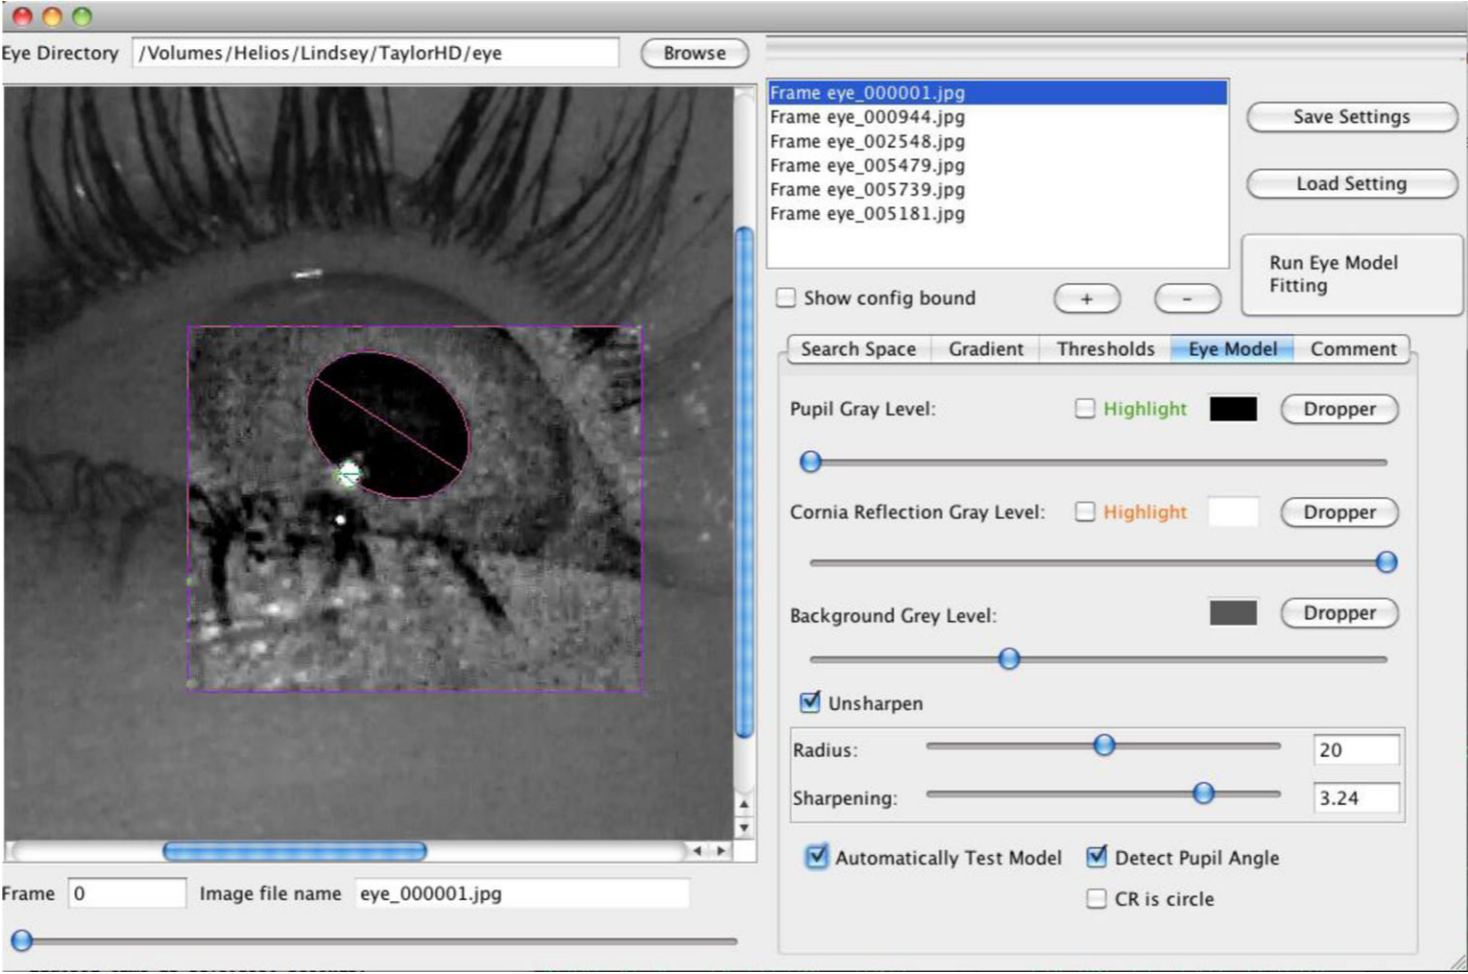 Eye Directory /Volumes/Helios/Lindsey/TaylorHD/eye Browse
Frame eye_000001.jpg
Frame eye_000944.jpg
Frame eye_002548.jpg
Frame eye_005479.jpg
Frame eye_005739.jpg
Frame eye_005181.jpg
Save Settings
Load Setting
Run Eye Model
Fitting
Show config bound + -
Search Space Gradient Thresholds Eye Model Comment
Pupil Gray Level: Highlight Dropper
Cornia Reflection Gray Level: Highlight Dropper
Background Grey Level: Dropper
Unsharpen
Radius: 20
Sharpening: 3.24
Automatically Test Model Detect Pupil Angle
CR is circle
Frame 0 Image file name eye_000001.jpg